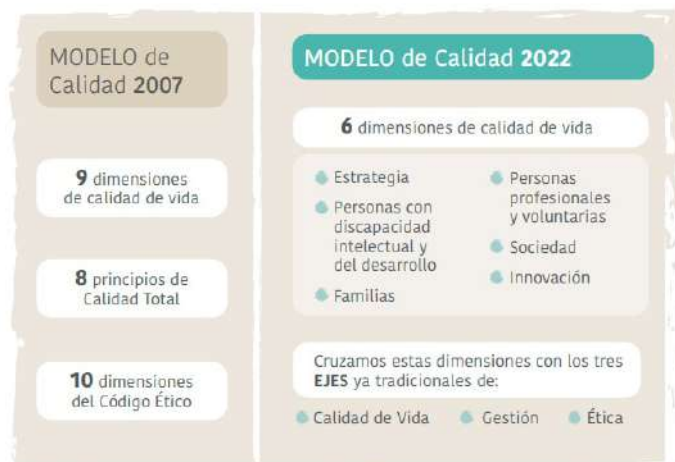 MODELO de
Calidad 2007
9 dimensiones
de calidad de vida
8 principios de
Calidad Total
10 dimensiones
del Código Ético
MODELO de Calidad 2022
6 dimensiones de calidad de vida
Estrategia
Personas con
discapacidad
intelectual y
del desarrollo
Familias
Personas
profesionales
y voluntarias
Sociedad
Innovación
Cruzamos estas dimensiones con los tres
EJES ya tradicionales de:
Calidad de Vida
Gestión
Ética